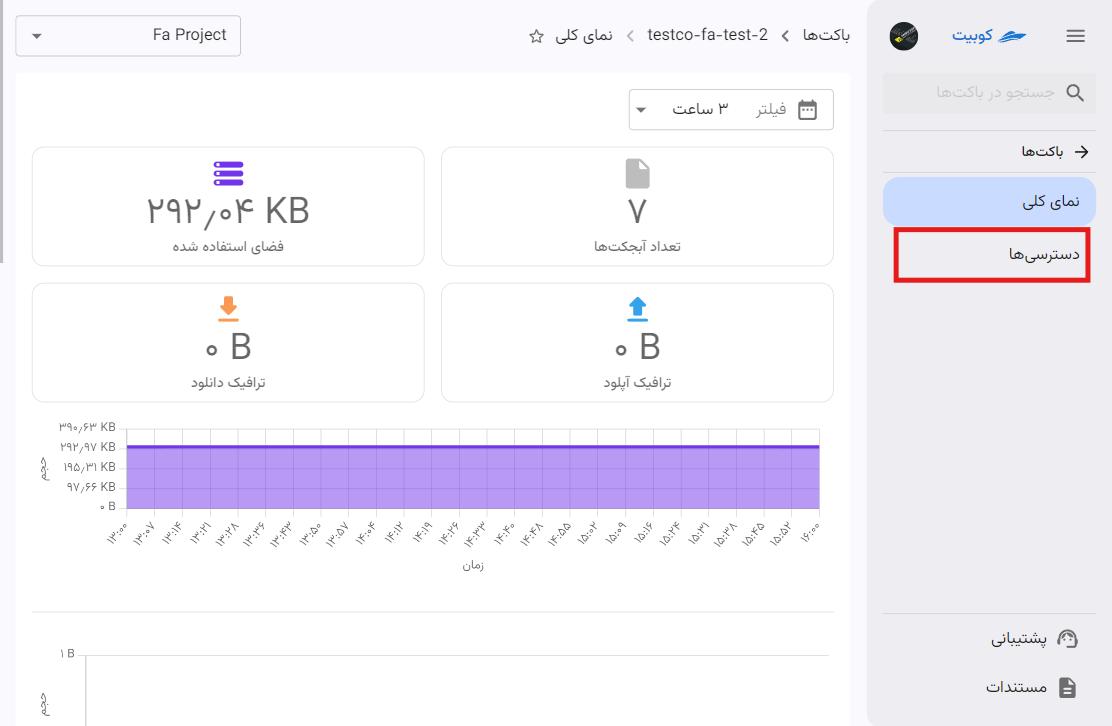 کوبیت
جستجو در باکت‌ها
باکت‌ها
نمای کلی
دسترسی‌ها
پشتیبانی
مستندات
باکت‌ها > testco-fa-test-2 > نمای کلی
Fa Project
فیلتر
۳ ساعت
۷
تعداد آبجکت‌ها
۲۹۲٫۰۴ KB
فضای استفاده شده
۰ B
ترافیک آپلود
۰ B
ترافیک دانلود
۳۹۰٫۶۳ KB
۲۹۲٫۹۷ KB
۱۹۵٫۳۱ KB
۹۷٫۶۶ KB
۰ B
حجم
۱۳:۰۰ ۱۳:۰۷ ۱۳:۱۴ ۱۳:۲۱ ۱۳:۲۸ ۱۳:۳۶ ۱۳:۴۳ ۱۳:۵۰ ۱۳:۵۷ ۱۴:۰۴ ۱۴:۱۲ ۱۴:۱۹ ۱۴:۲۶ ۱۴:۳۳ ۱۴:۴۰ ۱۴:۴۸ ۱۴:۵۵ ۱۵:۰۲ ۱۵:۰۹ ۱۵:۱۶ ۱۵:۲۴ ۱۵:۳۱ ۱۵:۳۸ ۱۵:۴۵ ۱۵:۵۲ ۱۶:۰۰
زمان
۱ B
حجم